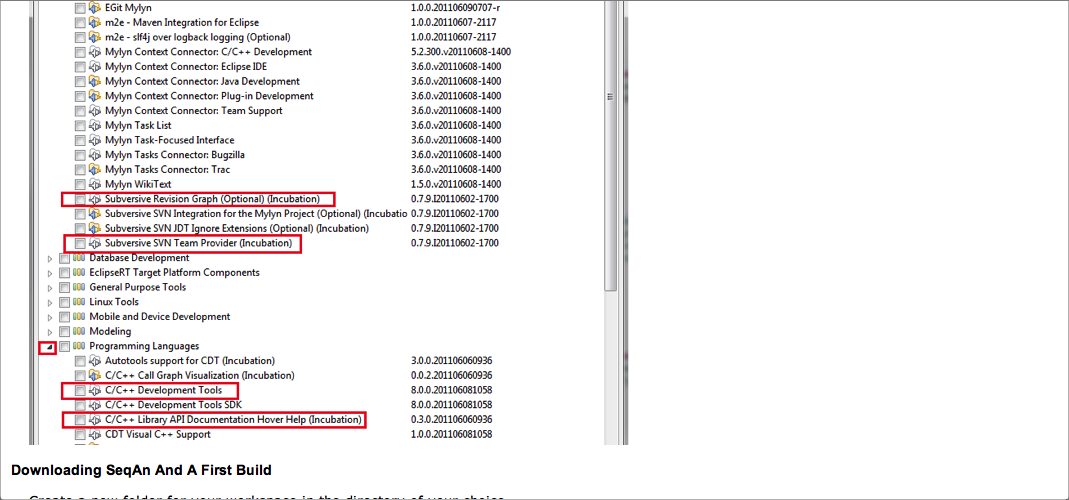 EGit Mylyn 1.0.0.201106090707-r
m2e - Maven Integration for Eclipse 1.0.0.20110607-2117
m2e - slf4j over logback logging (Optional) 1.0.0.20110607-2117
Mylyn Context Connector: C/C++ Development 5.2.300.v20110608-1400
Mylyn Context Connector: Eclipse IDE 3.6.0.v20110608-1400
Mylyn Context Connector: Java Development 3.6.0.v20110608-1400
Mylyn Context Connector: Plug-in Development 3.6.0.v20110608-1400
Mylyn Context Connector: Team Support 3.6.0.v20110608-1400
Mylyn Task List 3.6.0.v20110608-1400
Mylyn Task-Focused Interface 3.6.0.v20110608-1400
Mylyn Tasks Connector: Bugzilla 3.6.0.v20110608-1400
Mylyn Tasks Connector: Trac 3.6.0.v20110608-1400
Mylyn WikiText 1.5.0.v20110608-1400
Subversive Revision Graph (Optional) (Incubation) 0.7.9.I20110602-1700
Subversive SVN Integration for the Mylyn Project (Optional) (Incubatio 0.7.9.I20110602-1700
Subversive SVN JDT Ignore Extensions (Optional) (Incubation) 0.7.9.I20110602-1700
Subversive SVN Team Provider (Incubation) 0.7.9.I20110602-1700
Database Development
EclipseRT Target Platform Components
General Purpose Tools
Linux Tools
Mobile and Device Development
Modeling
Programming Languages
Autotools support for CDT (Incubation) 3.0.0.201106060936
C/C++ Call Graph Visualization (Incubation) 0.0.2.201106060936
C/C++ Development Tools 8.0.0.201106081058
C/C++ Development Tools SDK 8.0.0.201106081058
C/C++ Library API Documentation Hover Help (Incubation) 0.3.0.201106060936
CDT Visual C++ Support 1.0.0.201106081058
Downloading SeqAn And A First Build
Create a new folder for your workspace in the directory of your choice